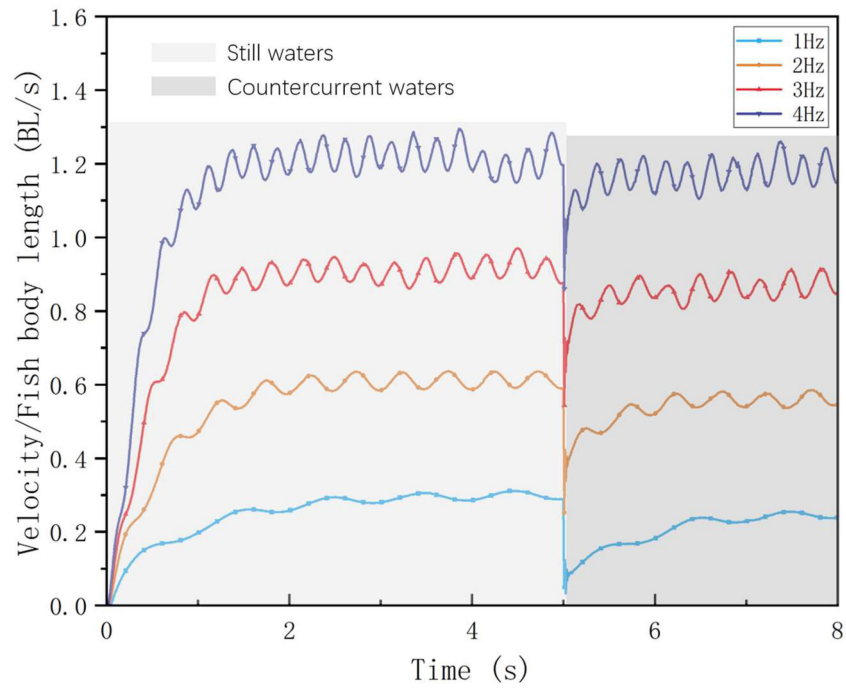 1.6
1.4
1.2
1.0
0.8
0.6
0.4
0.2
0.0
Velocity/Fish body length (BL/s)
Still waters
Countercurrent waters
1Hz
2Hz
3Hz
4Hz
0 2 4 6 8
Time (s)